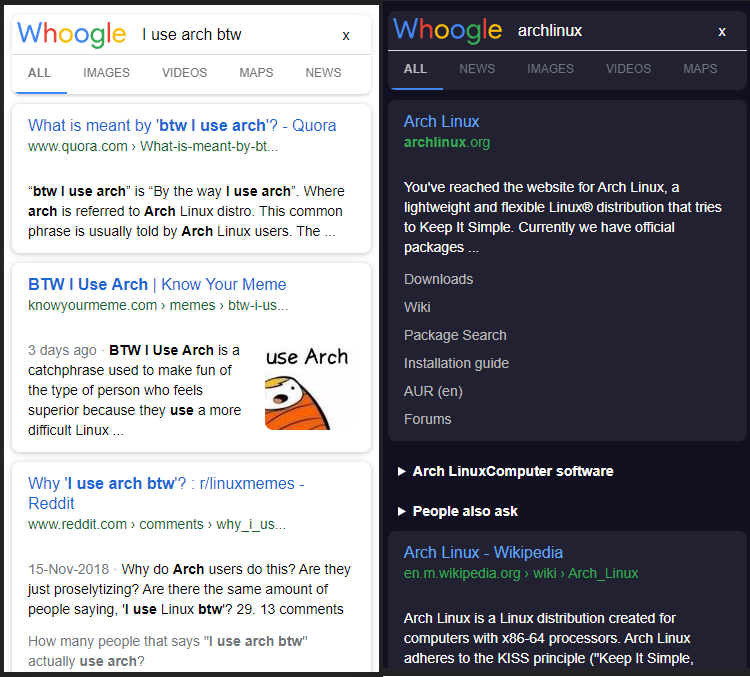 Whoogle I use arch btw x
ALL IMAGES VIDEOS MAPS NEWS
What is meant by 'btw I use arch'? - Quora
www.quora.com › What-is-meant-by-bt...
“btw I use arch” is “By the way I use arch”. Where
arch is referred to Arch Linux distro. This common
phrase is usually told by Arch Linux users. The ...
BTW I Use Arch | Know Your Meme
knowyourmeme.com › memes › btw-i-us...
3 days ago · BTW I Use Arch is a
catchphrase used to make fun of
the type of person who feels
superior because they use a more
difficult Linux ...
use Arch
Why 'I use arch btw'? : r/linuxmemes -
Reddit
www.reddit.com › comments › why_i_us...
15-Nov-2018 · Why do Arch users do this? Are they
just proselytizing? Are there the same amount of
people saying, 'I use Linux btw'? 29. 13 comments
How many people that says "I use arch btw"
actually use arch?
Whoogle archlinux x
ALL NEWS IMAGES VIDEOS MAPS
Arch Linux
archlinux.org
You've reached the website for Arch Linux, a
lightweight and flexible Linux® distribution that tries
to Keep It Simple. Currently we have official
packages ...
Downloads
Wiki
Package Search
Installation guide
AUR (en)
Forums
Arch LinuxComputer software
People also ask
Arch Linux - Wikipedia
en.m.wikipedia.org › wiki › Arch_Linux
Arch Linux is a Linux distribution created for
computers with x86-64 processors. Arch Linux
adheres to the KISS principle ("Keep It Simple,